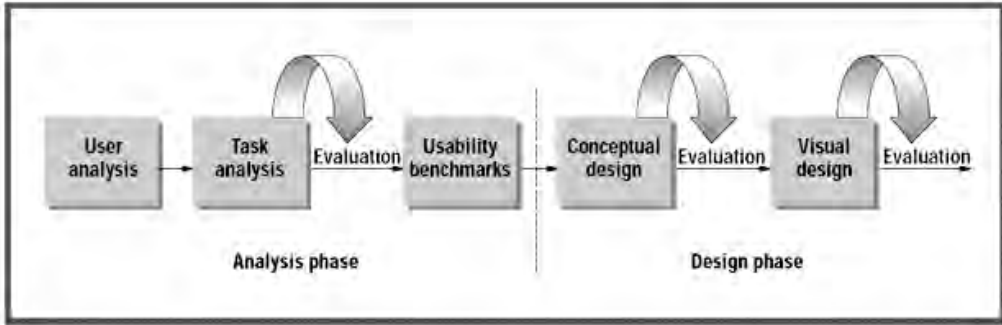 User
analysis
Task
analysis
Evaluation
Usability
benchmarks
Conceptual
design
Evaluation
Visual
design
Evaluation
Analysis phase
Design phase